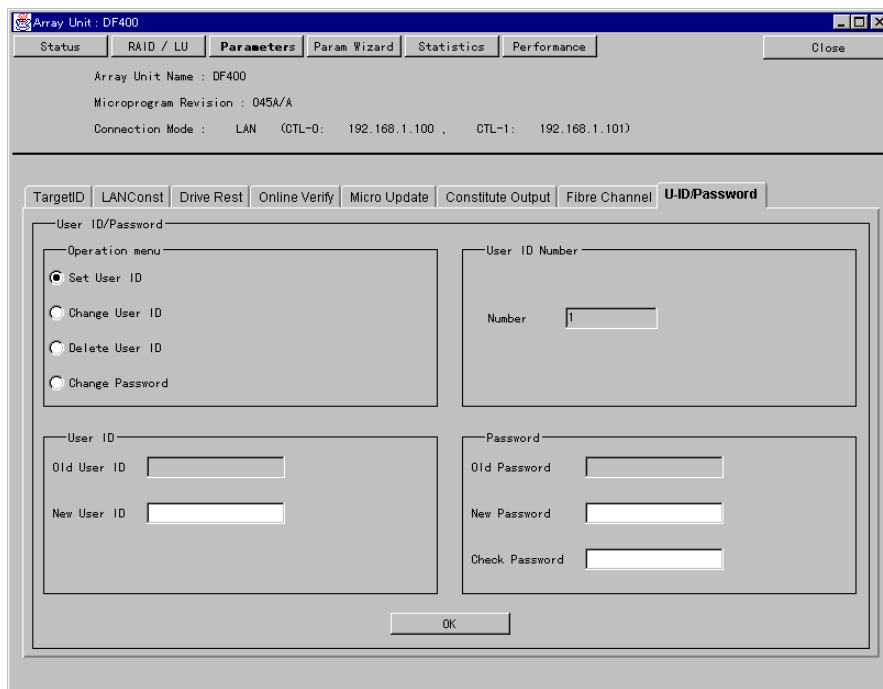 Array Unit : DF400
Status RAID / LU Parameters Param Wizard Statistics Performance Close
Array Unit Name : DF400
Microprogram Revision : 045A/A
Connection Mode : LAN (CTL-0: 192.168.1.100 , CTL-1: 192.168.1.101)
TargetID LANConst Drive Rest Online Verify Micro Update Constitute Output Fibre Channel U-ID/Password
User ID/Password
Operation menu
Set User ID
Change User ID
Delete User ID
Change Password
User ID Number
Number 1
User ID
Old User ID
New User ID
Password
Old Password
New Password
Check Password
OK